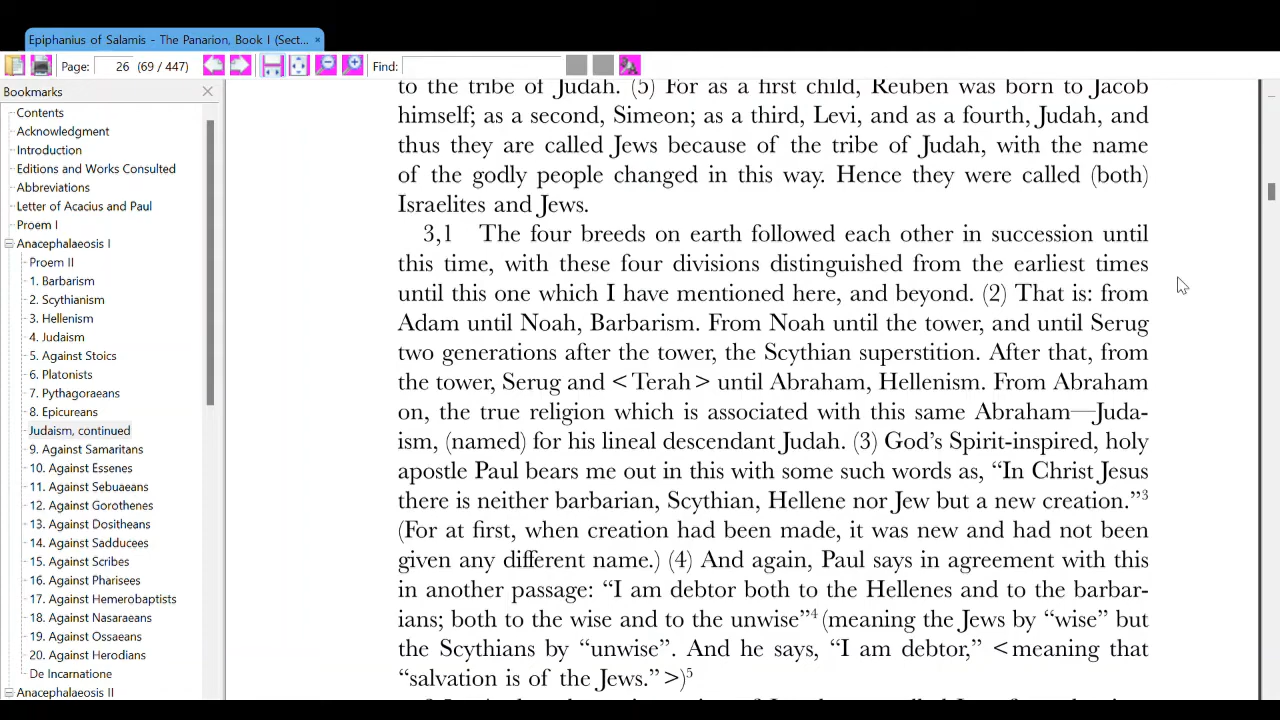 Epiphanius of Salamis - The Panarion, Book I (Sect... ×
Page: 26 (69 / 447) Find:
Bookmarks
Contents
Acknowledgment
Introduction
Editions and Works Consulted
Abbreviations
Letter of Acacius and Paul
Proem I
Anacephalaeosis I
Proem II
1. Barbarism
2. Scythianism
3. Hellenism
4. Judaism
5. Against Stoics
6. Platonists
7. Pythagoraeans
8. Epicureans
Judaism, continued
9. Against Samaritans
10. Against Essenes
11. Against Sebuaeans
12. Against Gorothenes
13. Against Dositheans
14. Against Sadducees
15. Against Scribes
16. Against Pharisees
17. Against Hemerobaptists
18. Against Nasaraeans
19. Against Ossaeans
20. Against Herodians
De Incarnatione
Anacephalaeosis II
to the tribe of Judah. (5) For as a first child, Reuben was born to Jacob
himself; as a second, Simeon; as a third, Levi, and as a fourth, Judah, and
thus they are called Jews because of the tribe of Judah, with the name
of the godly people changed in this way. Hence they were called (both)
Israelites and Jews.
3,1 The four breeds on earth followed each other in succession until
this time, with these four divisions distinguished from the earliest times
until this one which I have mentioned here, and beyond. (2) That is: from
Adam until Noah, Barbarism. From Noah until the tower, and until Serug
two generations after the tower, the Scythian superstition. After that, from
the tower, Serug and < Terah > until Abraham, Hellenism. From Abraham
on, the true religion which is associated with this same Abraham—Juda-
ism, (named) for his lineal descendant Judah. (3) God’s Spirit-inspired, holy
apostle Paul bears me out in this with some such words as, “In Christ Jesus
there is neither barbarian, Scythian, Hellene nor Jew but a new creation.”3
(For at first, when creation had been made, it was new and had not been
given any different name.) (4) And again, Paul says in agreement with this
in another passage: “I am debtor both to the Hellenes and to the barbar-
ians; both to the wise and to the unwise”4 (meaning the Jews by “wise” but
the Scythians by “unwise”. And he says, “I am debtor,” < meaning that
“salvation is of the Jews.” >)5